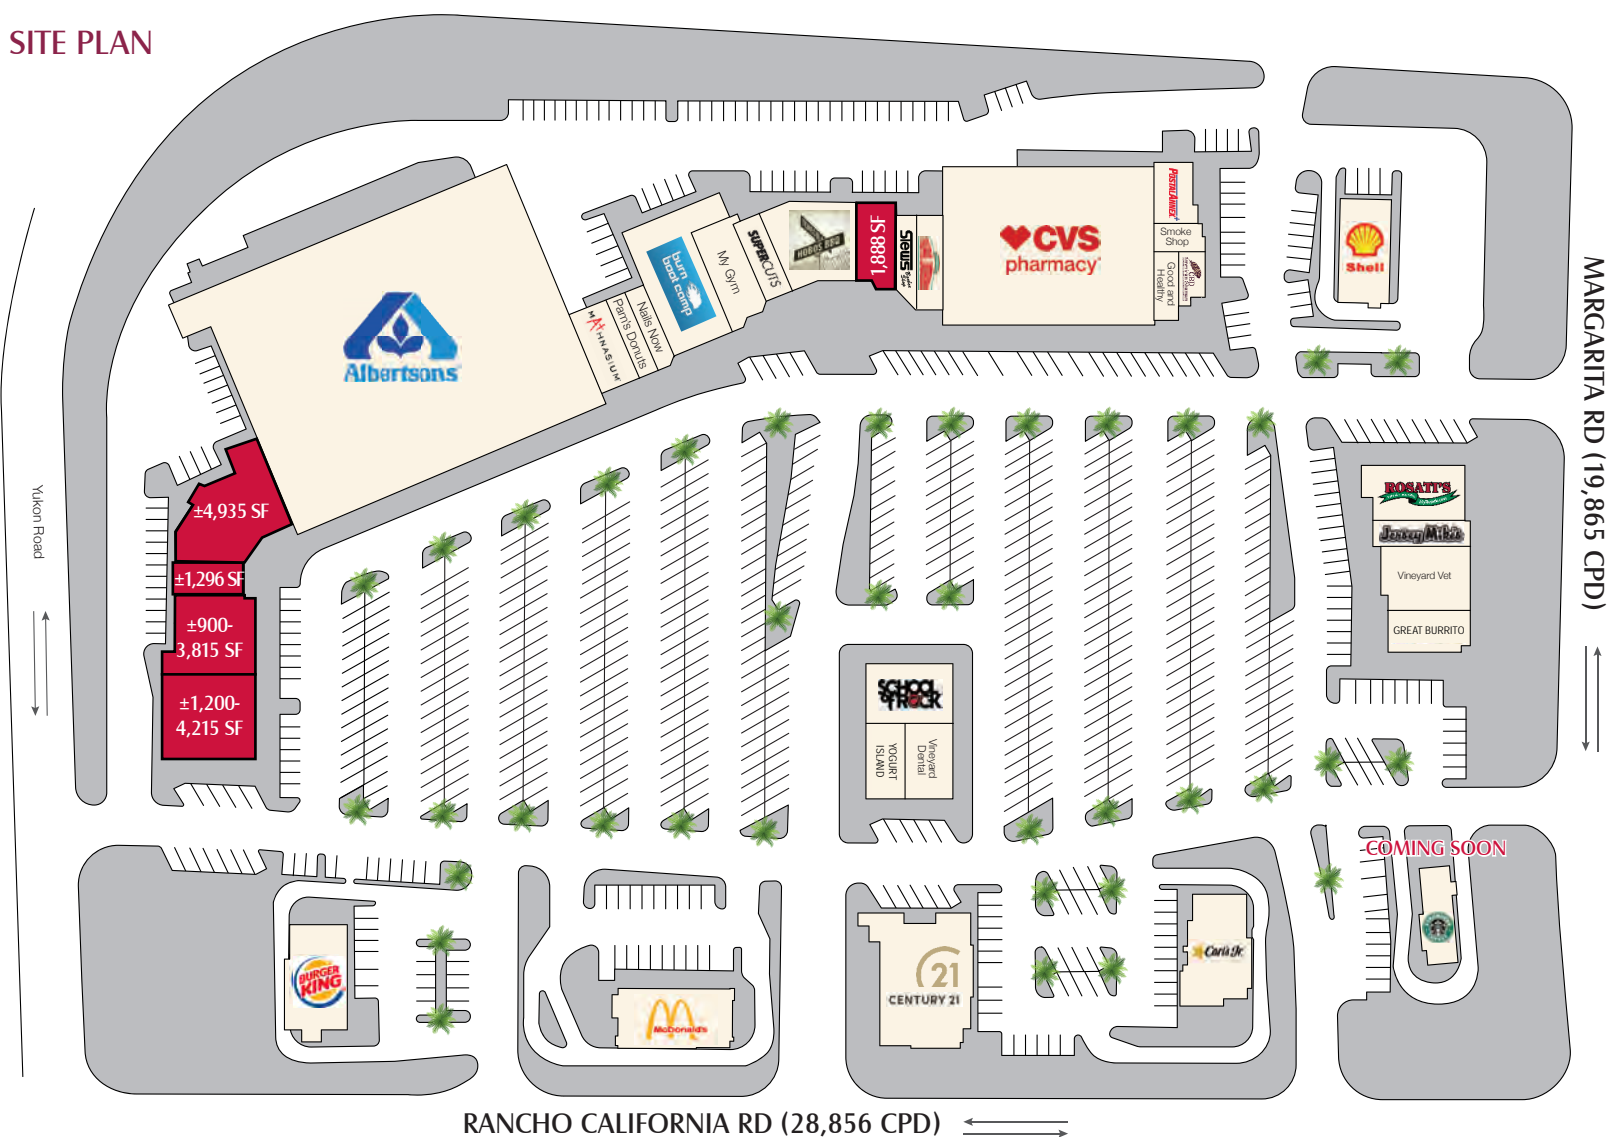 SITE PLAN
Albertsons
MATHNASIUM
Pam's Donuts
Nails Now
burn
boot camp
My Gym
SUPERCUTS
HOBOS BBQ
1,888 SF
CVS
pharmacy
POSTALANNEX+
Smoke
Shop
Good and
Healthy
Shell
MARGARITA RD (19,865 CPD)
Yukon Road
±4,935 SF
±1,296 SF
±900-
3,815 SF
±1,200-
4,215 SF
ROSATI'S
Jersey Mike's
Vineyard Vet
GREAT BURRITO
SCHOOL
of ROCK
YOGURT
ISLAND
Vineyard
Dental
COMING SOON
BURGER
KING
McDonald's
21
CENTURY 21
Carl's Jr.
RANCHO CALIFORNIA RD (28,856 CPD)